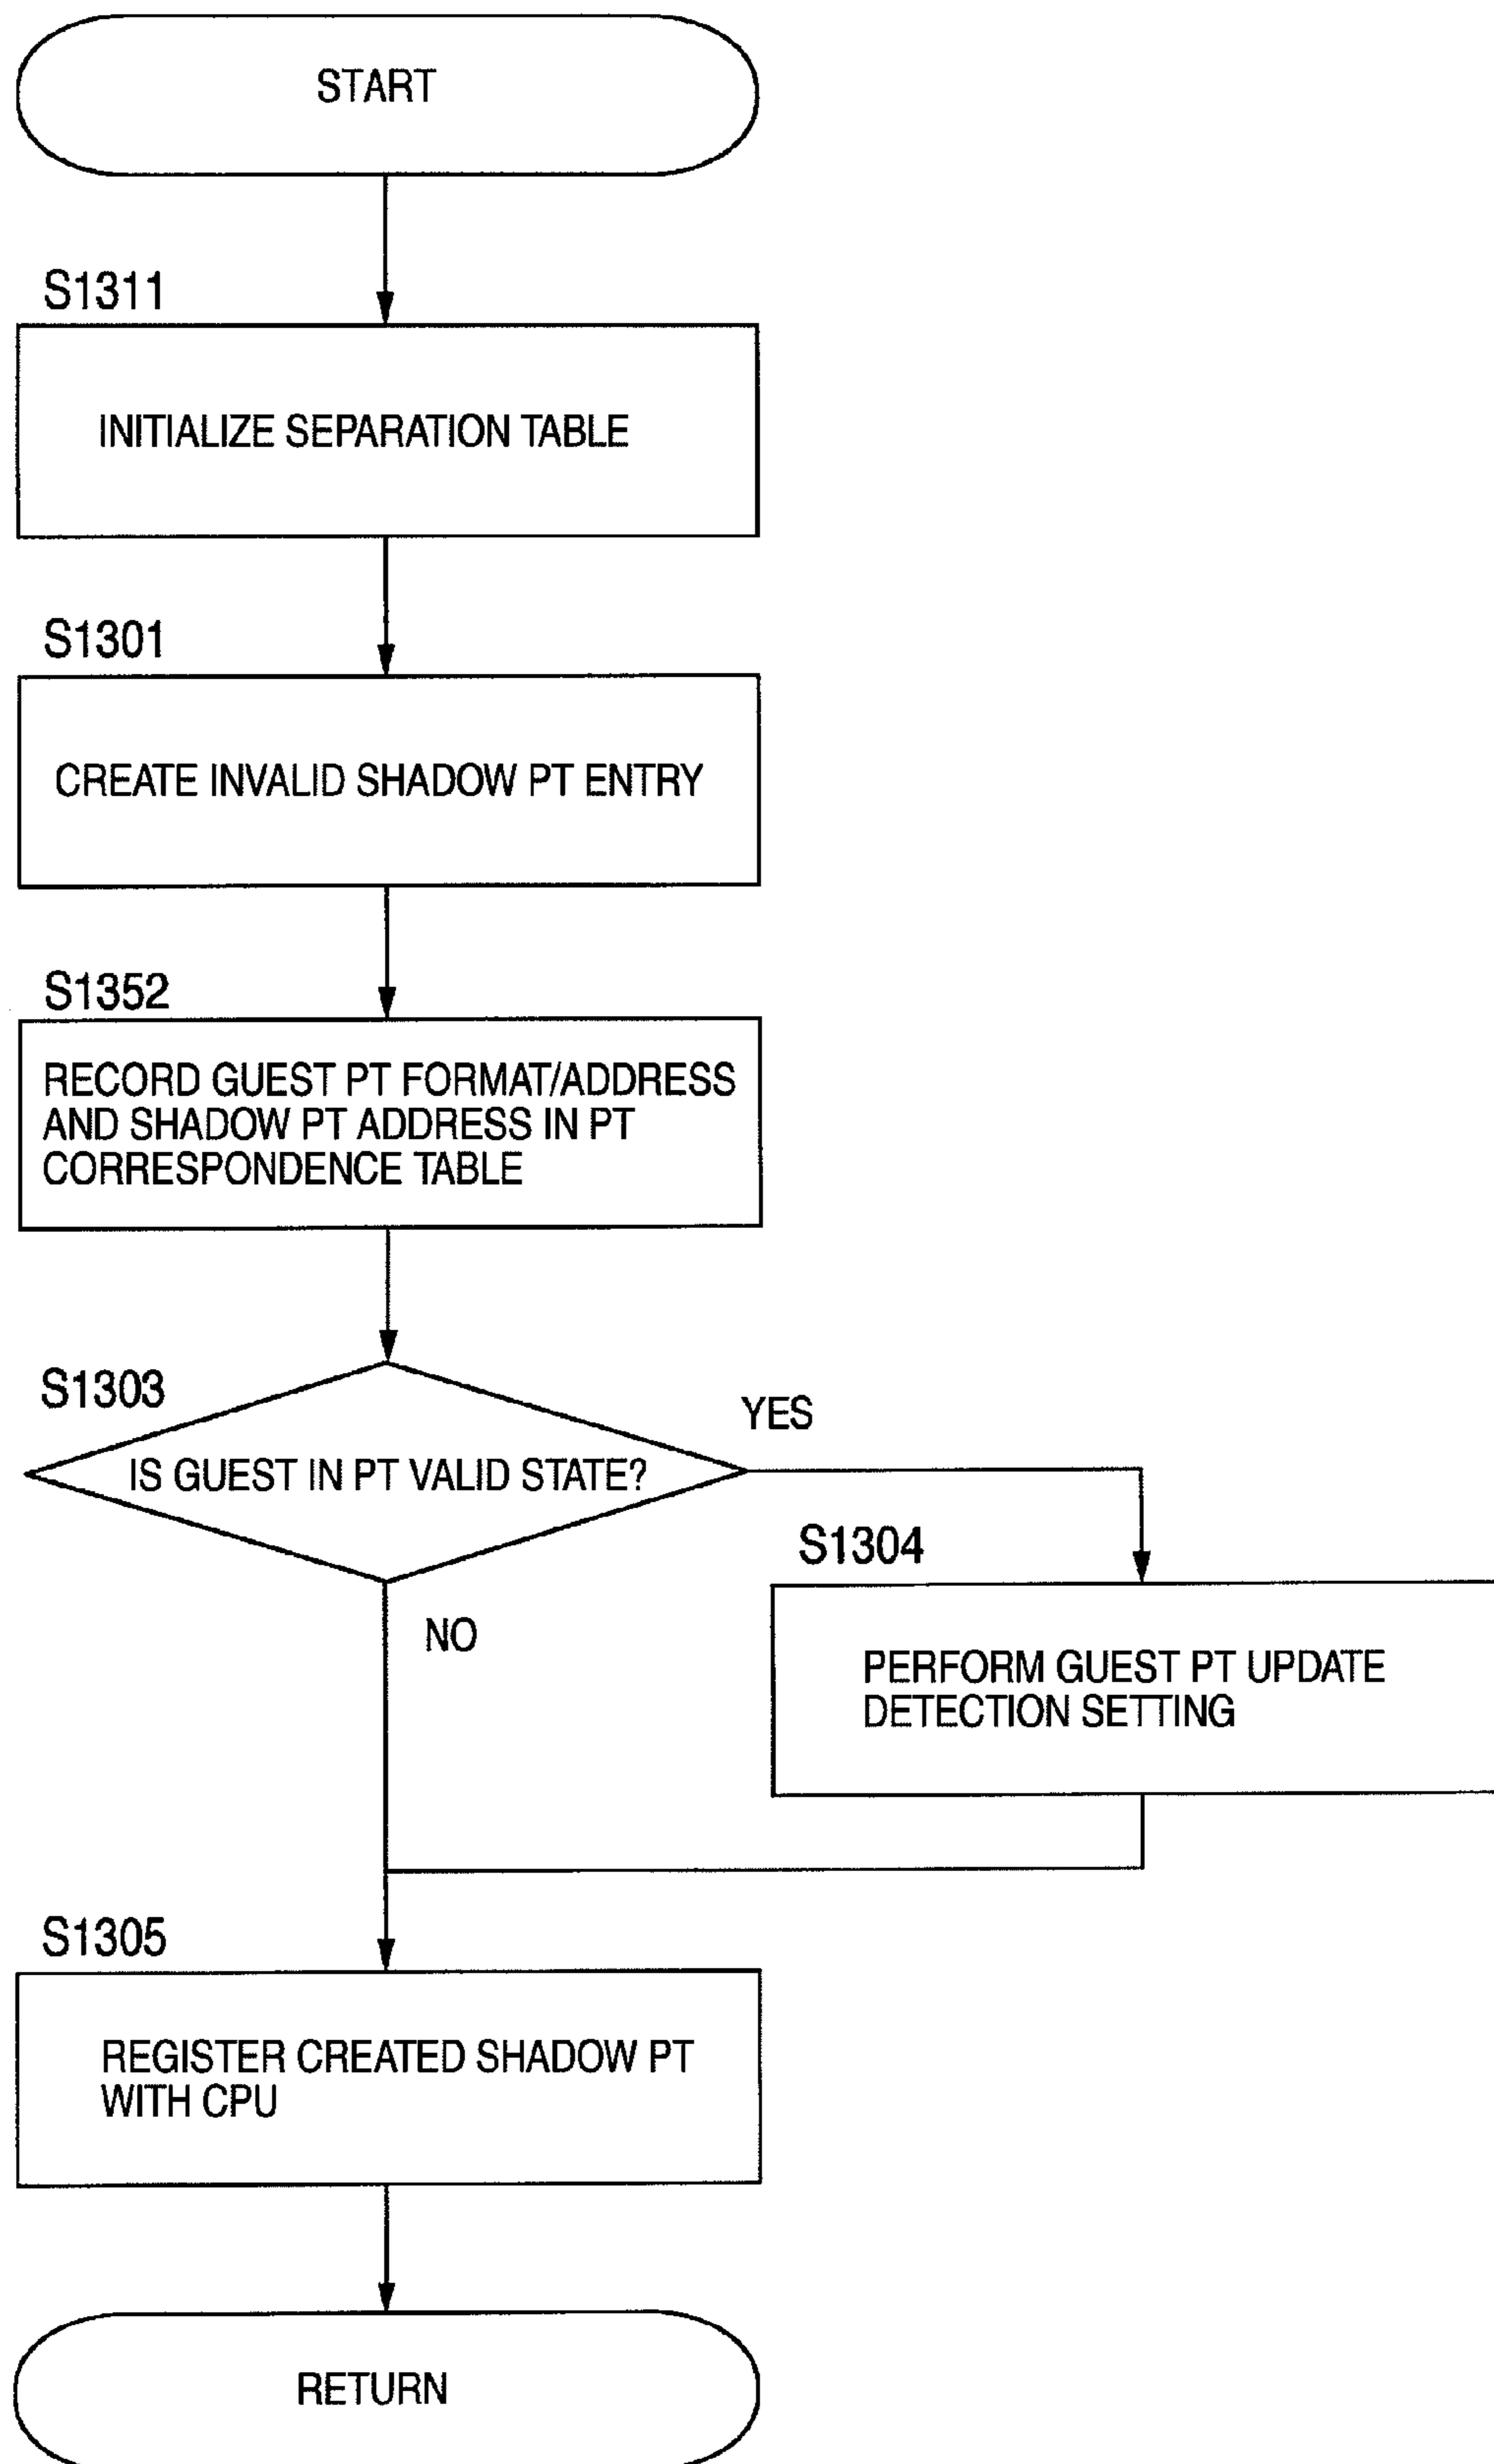 START
S1311
INITIALIZE SEPARATION TABLE
S1301
CREATE INVALID SHADOW PT ENTRY
S1352
RECORD GUEST PT FORMAT/ADDRESS
AND SHADOW PT ADDRESS IN PT
CORRESPONDENCE TABLE
S1303
IS GUEST IN PT VALID STATE?
YES
NO
S1304
PERFORM GUEST PT UPDATE
DETECTION SETTING
S1305
REGISTER CREATED SHADOW PT
WITH CPU
RETURN